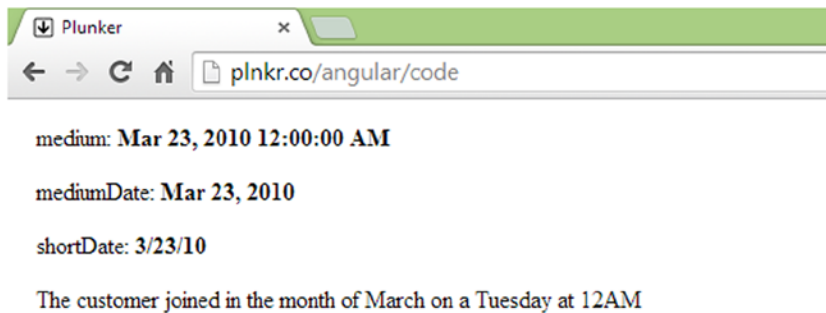 Plunker
plnkr.co/angular/code
medium: Mar 23, 2010 12:00:00 AM
mediumDate: Mar 23, 2010
shortDate: 3/23/10
The customer joined in the month of March on a Tuesday at 12AM